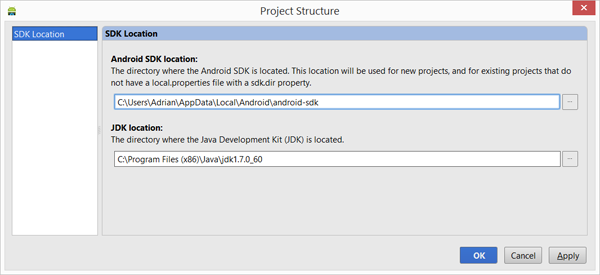 Project Structure
SDK Location
SDK Location
Android SDK location:
The directory where the Android SDK is located. This location will be used for new projects, and for existing projects that do
not have a local.properties file with a sdk.dir property.
C:\Users\Adrian\AppData\Local\Android\android-sdk
...
JDK location:
The directory where the Java Development Kit (JDK) is located.
C:\Program Files (x86)\Java\jdk1.7.0_60
...
OK
Cancel
Apply